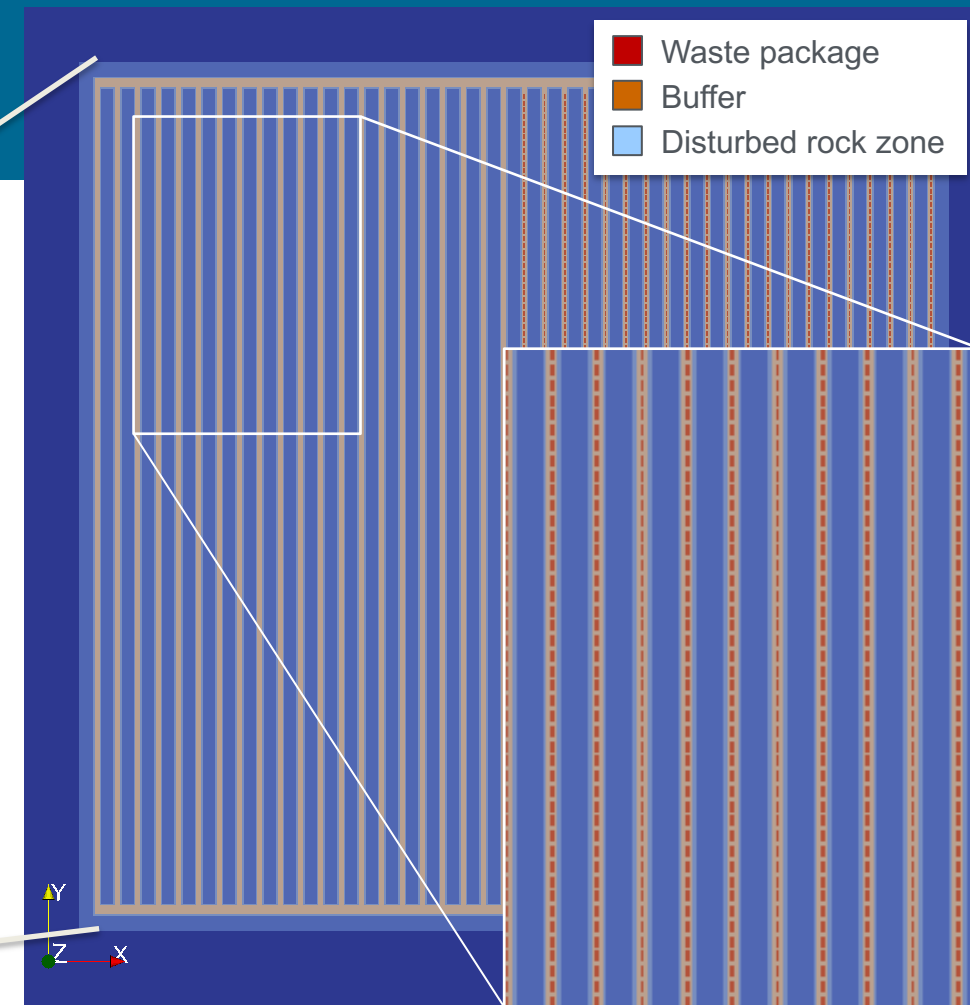 Waste package
Buffer
Disturbed rock zone
Y
Z
X